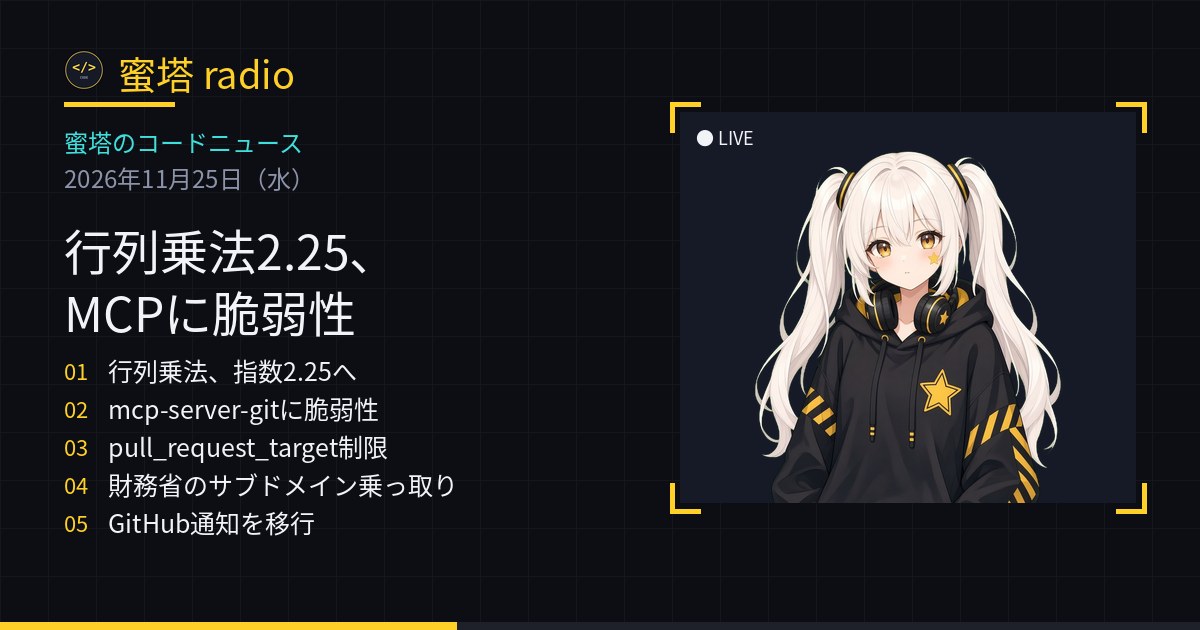 </>
蜜塔 radio
蜜塔のコードニュース
2026年11月25日（水）
行列乗法2.25、
MCPに脆弱性
01 行列乗法、指数2.25へ
02 mcp-server-gitに脆弱性
03 pull_request_target制限
04 財務省のサブドメイン乗っ取り
05 GitHub通知を移行
LIVE